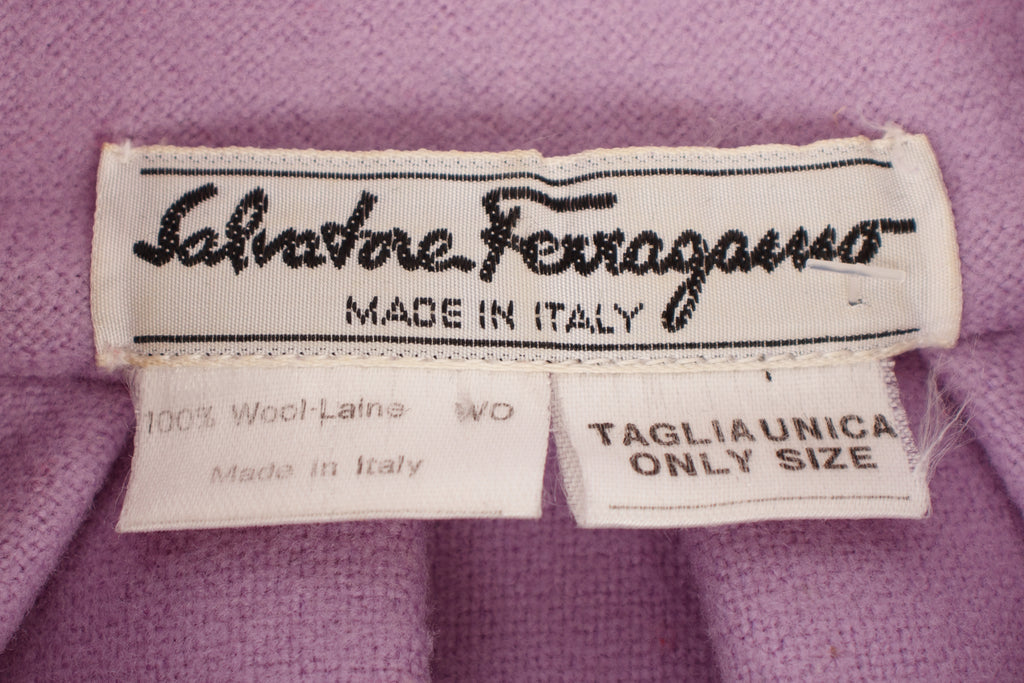 Salvatore Ferragamo
MADE IN ITALY
100% Wool-Laine WO
Made in Italy
TAGLIA UNICA
ONLY SIZE